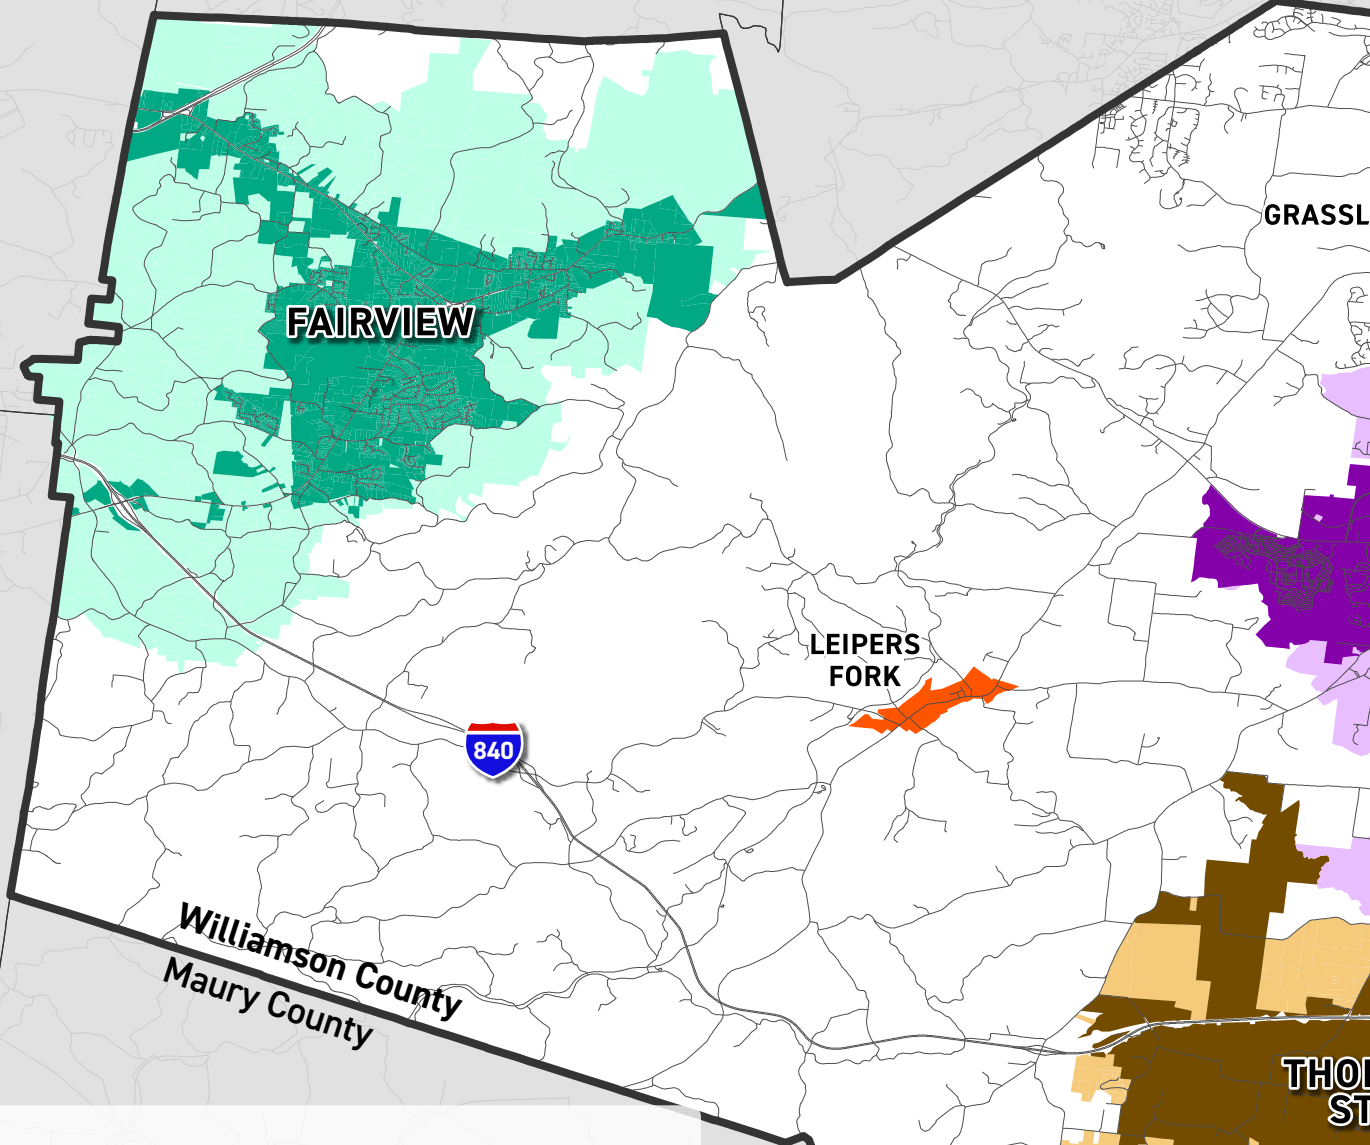 GRASSL
FAIRVIEW
LEIPERS
FORK
840
Williamson County
Maury County
THO
ST